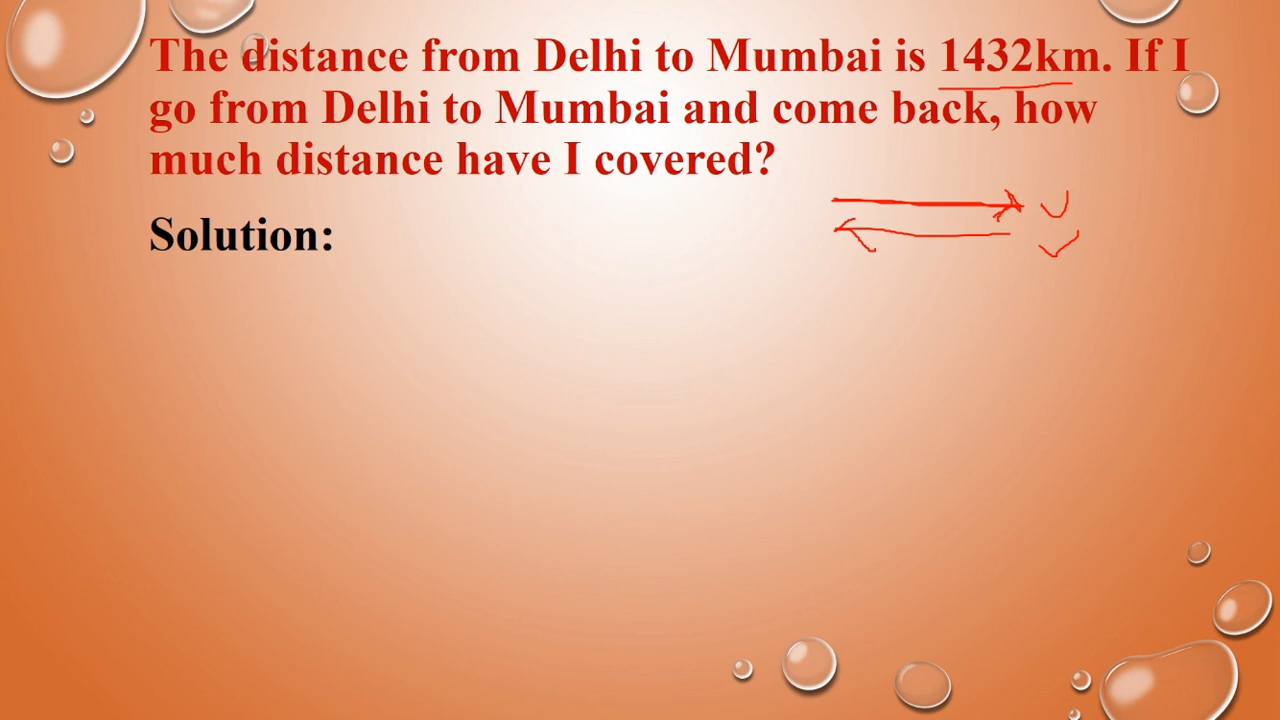 The distance from Delhi to Mumbai is 1432km. If I
go from Delhi to Mumbai and come back, how
much distance have I covered?
Solution: